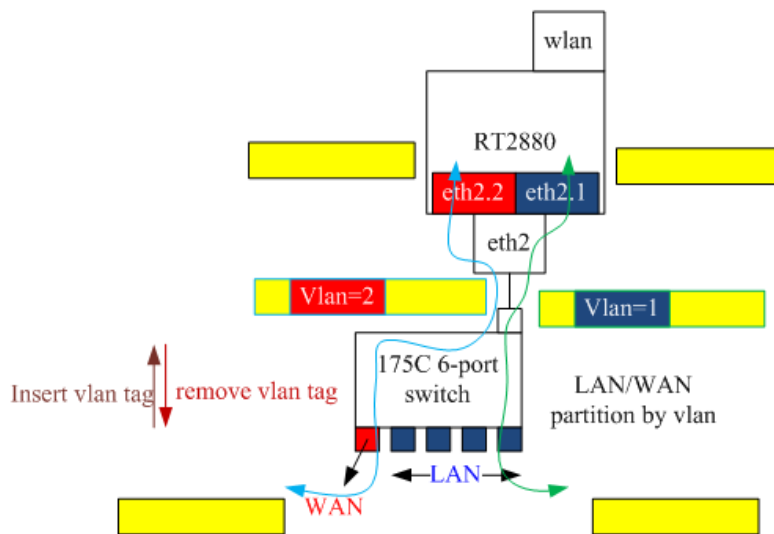 wlan
RT2880
eth2.2
eth2.1
eth2
Vlan=2
Vlan=1
175C 6-port
switch
Insert vlan tag
remove vlan tag
LAN/WAN
partition by vlan
LAN
WAN